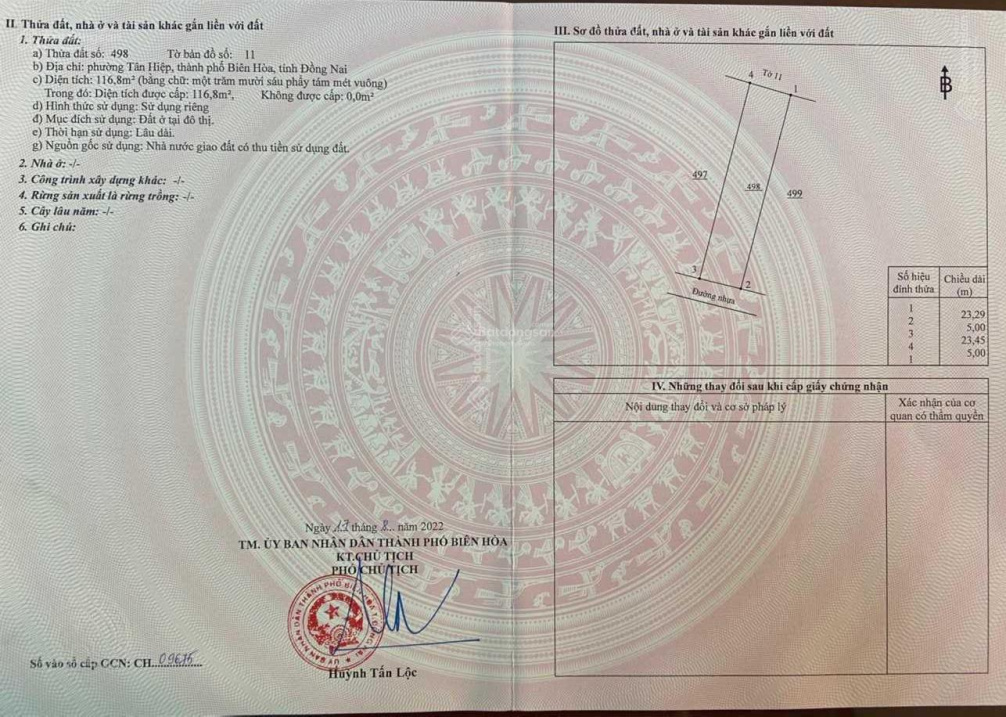 II. Thửa đất, nhà ở và tài sản khác gắn liền với đất
1. Thửa đất:
a) Thửa đất số: 498 Tờ bản đồ số: 11
b) Địa chỉ: phường Tân Hiệp, thành phố Biên Hòa, tỉnh Đồng Nai
c) Diện tích: 116,8m² (bằng chữ: một trăm mười sáu phẩy tám mét vuông)
Trong đó: Diện tích được cấp: 116,8m², Không được cấp: 0,0m²
d) Hình thức sử dụng: Sử dụng riêng
đ) Mục đích sử dụng: Đất ở tại đô thị.
e) Thời hạn sử dụng: Lâu dài.
g) Nguồn gốc sử dụng: Nhà nước giao đất có thu tiền sử dụng đất.
2. Nhà ở: -/-
3. Công trình xây dựng khác: -/-
4. Rừng sản xuất là rừng trồng: -/-
5. Cây lâu năm: -/-
6. Ghi chú:
Ngày 17 tháng 8 năm 2022
TM. ỦY BAN NHÂN DÂN THÀNH PHỐ BIÊN HÒA
KT.CHỦ TỊCH
PHÓ CHỦ TỊCH
Huỳnh Tấn Lộc
Số vào sổ cấp GCN: CH...09675...
III. Sơ đồ thửa đất, nhà ở và tài sản khác gắn liền với đất
4 Tờ 11
1
B
497
498
499
3
2
Đường nhựa
Số hiệu đỉnh thửa Chiều dài (m)
1
23,29
2
5,00
3
23,45
4
5,00
1
IV. Những thay đổi sau khi cấp giấy chứng nhận
Nội dung thay đổi và cơ sở pháp lý
Xác nhận của cơ
quan có thẩm quyền